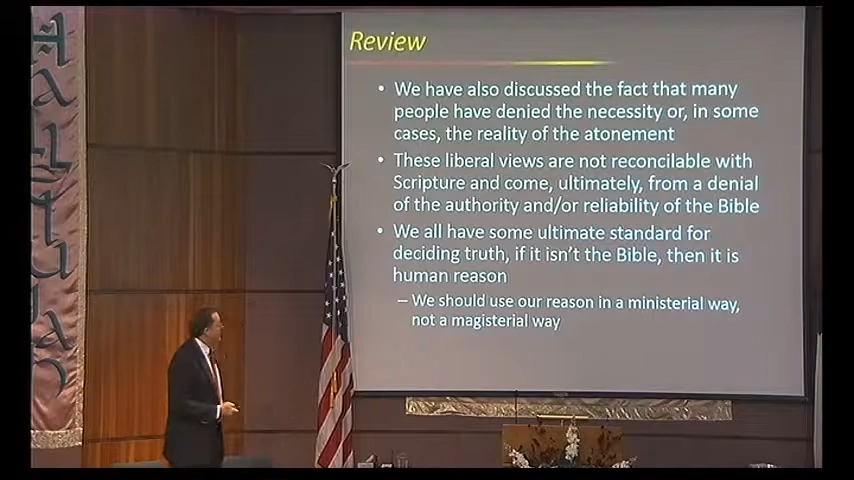 Review
• We have also discussed the fact that many
people have denied the necessity or, in some
cases, the reality of the atonement
• These liberal views are not reconcilable with
Scripture and come, ultimately, from a denial
of the authority and/or reliability of the Bible
• We all have some ultimate standard for
deciding truth, if it isn't the Bible, then it is
human reason
– We should use our reason in a ministerial way,
not a magisterial way